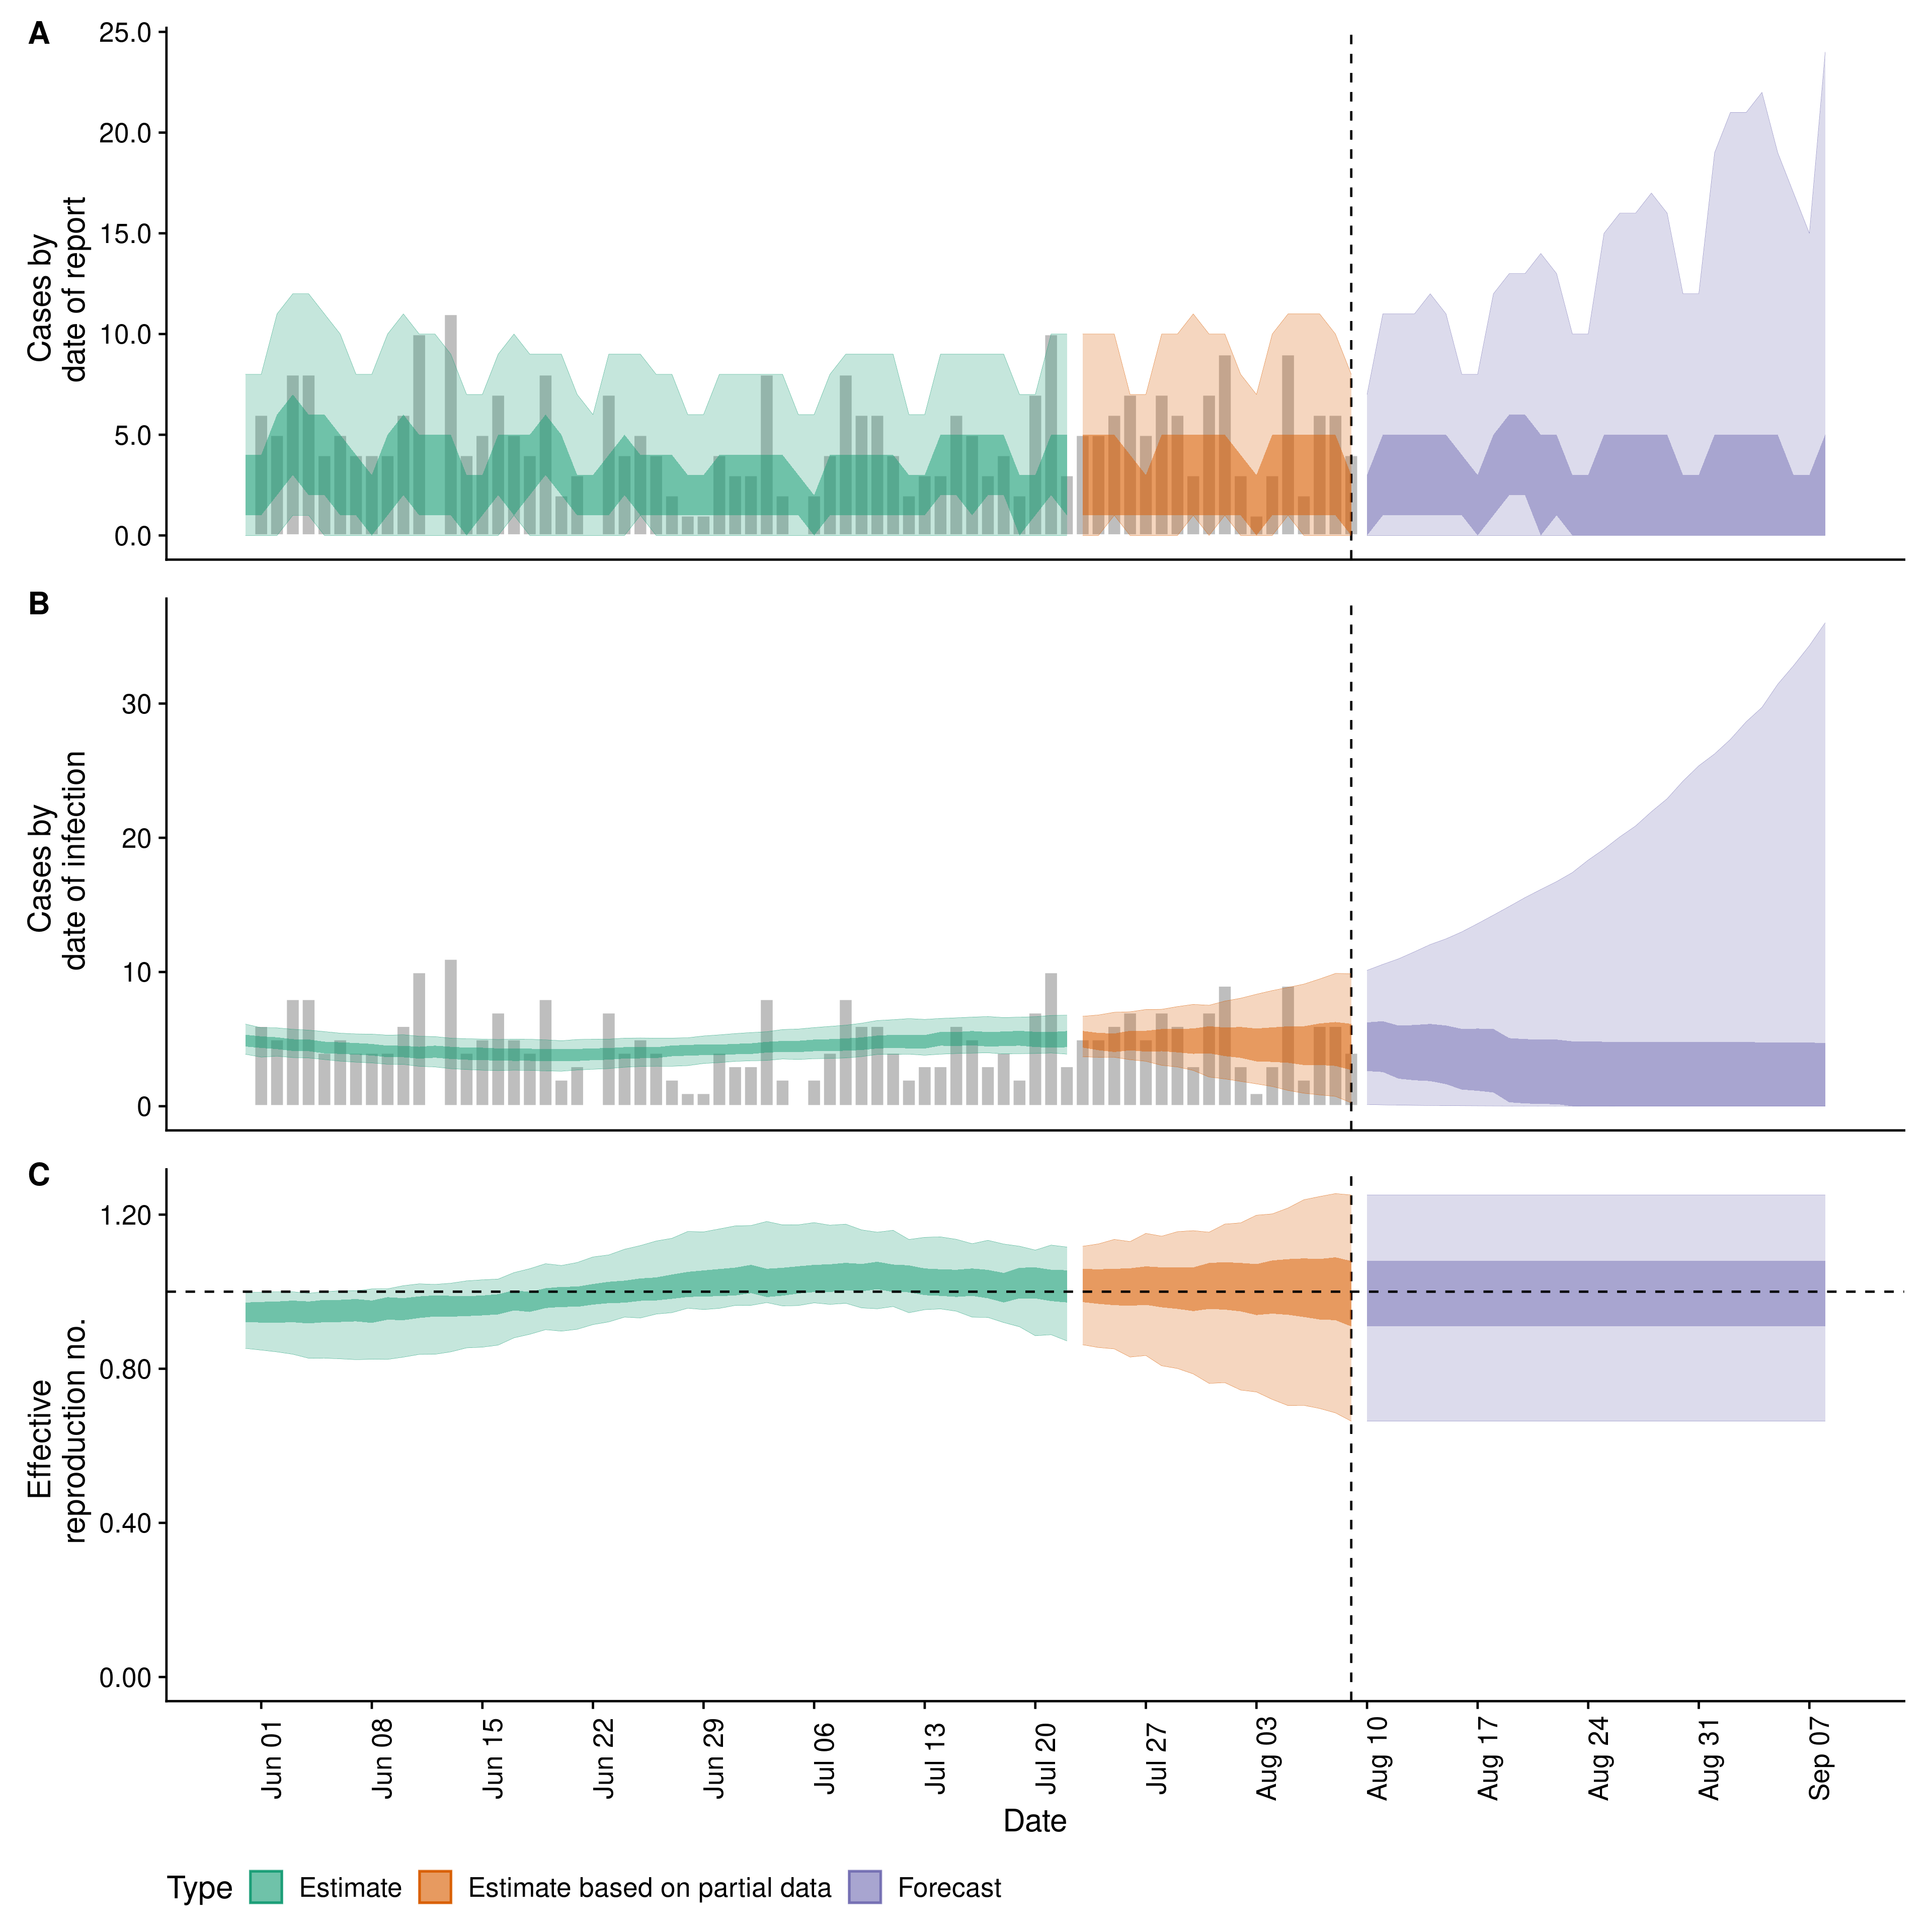 A
25.0
20.0
15.0
10.0
5.0
0.0
Cases by
date of report
B
30
20
10
0
Cases by
date of infection
C
1.20
0.80
0.40
0.00
Effective
reproduction no.
Jun 01
Jun 08
Jun 15
Jun 22
Jun 29
Jul 06
Jul 13
Jul 20
Jul 27
Aug 03
Aug 10
Aug 17
Aug 24
Aug 31
Sep 07
Date
Type Estimate Estimate based on partial data Forecast